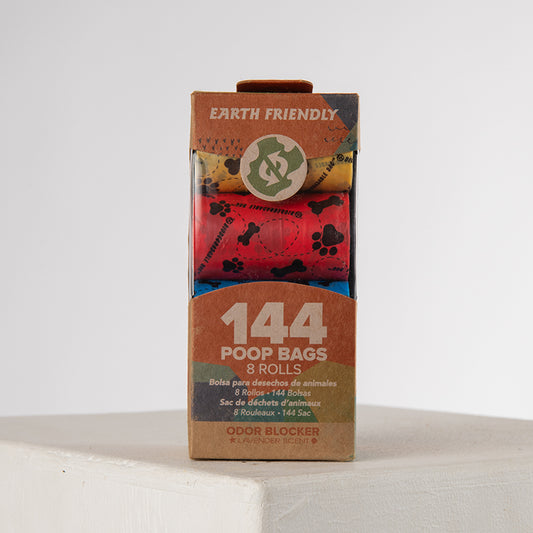 EARTH FRIENDLY
144
POOP BAGS
8 ROLLS
Bolsa para desechos de animales
8 Rollos • 144 Bolsas
Sac de déchets d'animaux
8 Rouleaux • 144 Sac
ODOR BLOCKER
★ LAVENDER SCENT